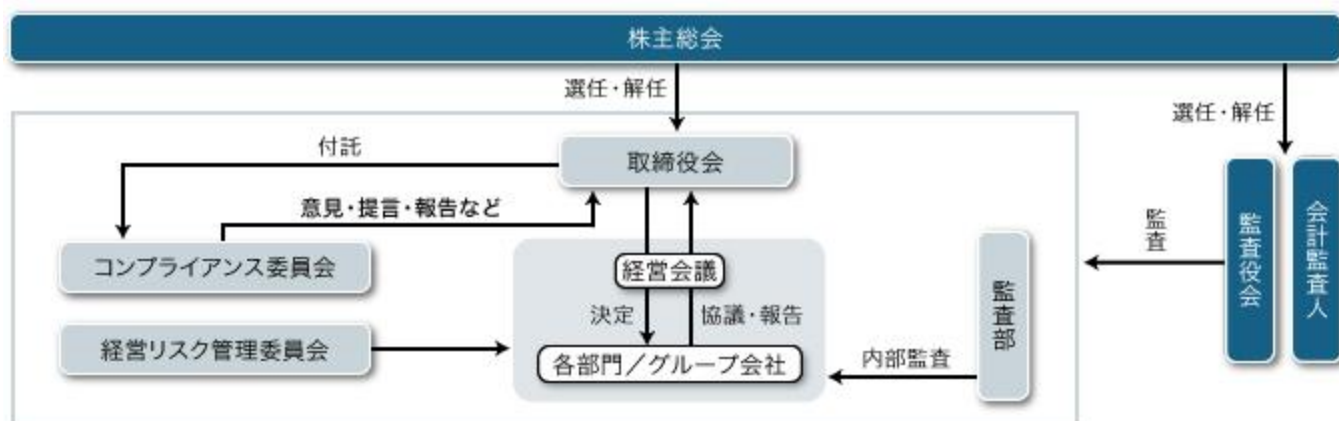 株主総会
選任・解任
選任・解任
付託
取締役会
意見・提言・報告など
コンプライアンス委員会
経営会議
監査部
監査
監査役会
会計監査人
決定
協議・報告
経営リスク管理委員会
各部門／グループ会社
内部監査